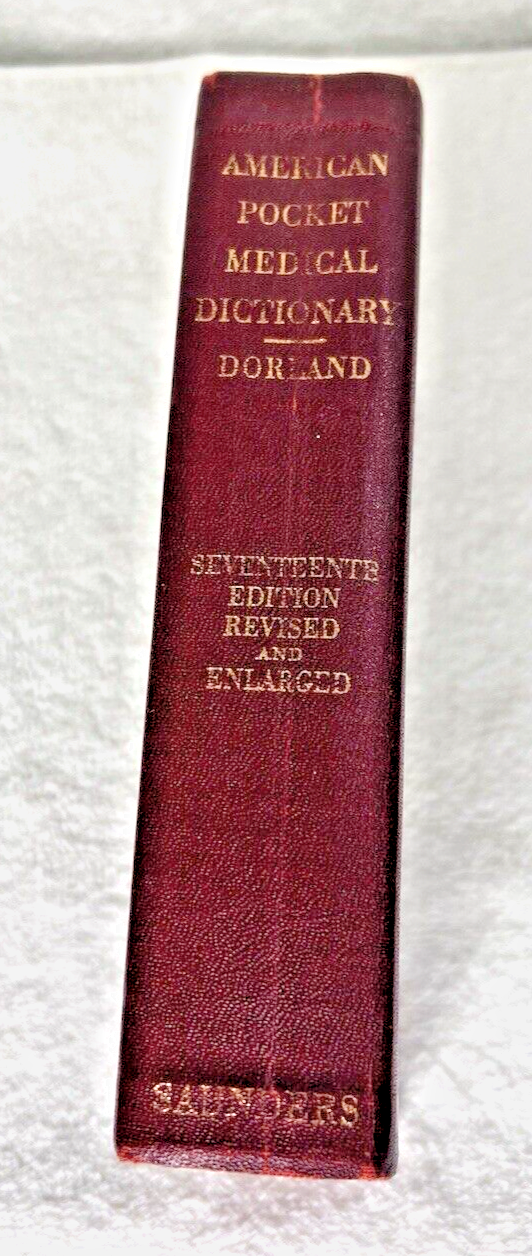 AMERICAN
POCKET
MEDICAL
DICTIONARY
DORLAND
SEVENTEENTH
EDITION
REVISED
AND
ENLARGED
SAUNDERS